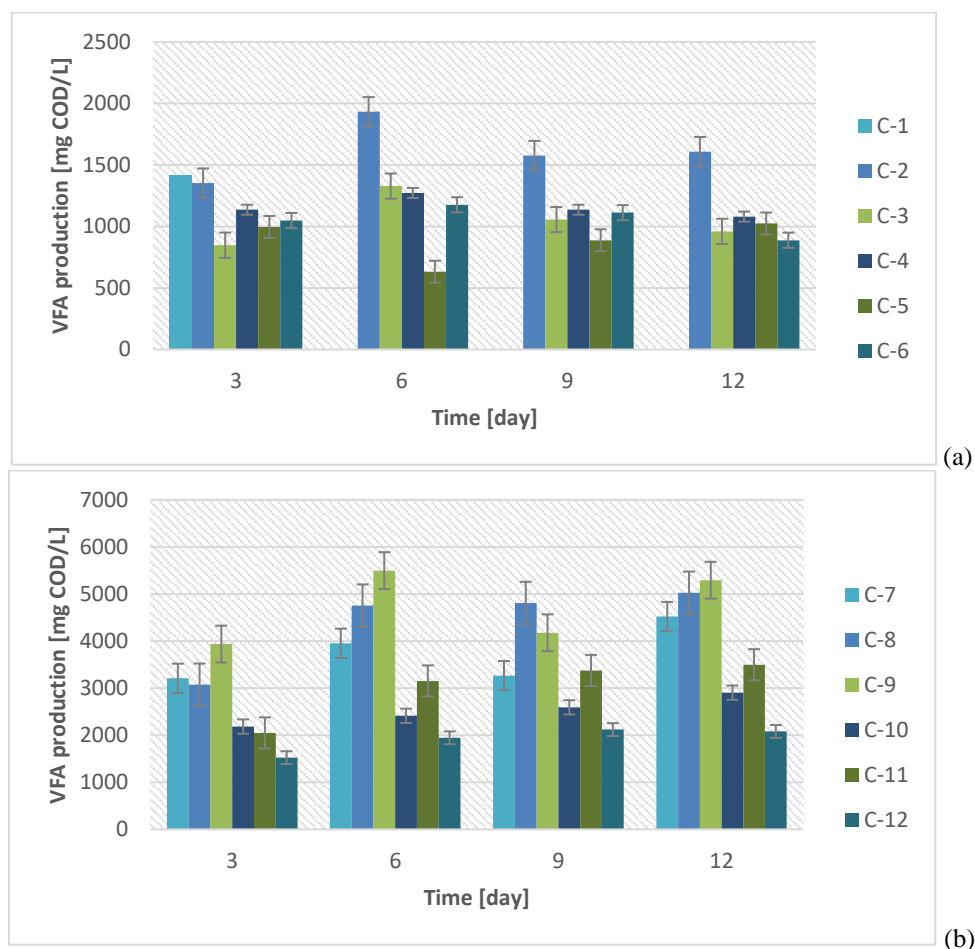 2500
2000
1500
1000
500
0
VFA production [mg COD/L]
3 6 9 12
Time [day]
C-1
C-2
C-3
C-4
C-5
C-6
(a)
7000
6000
5000
4000
3000
2000
1000
0
VFA production [mg COD/L]
3 6 9 12
Time [day]
C-7
C-8
C-9
C-10
C-11
C-12
(b)